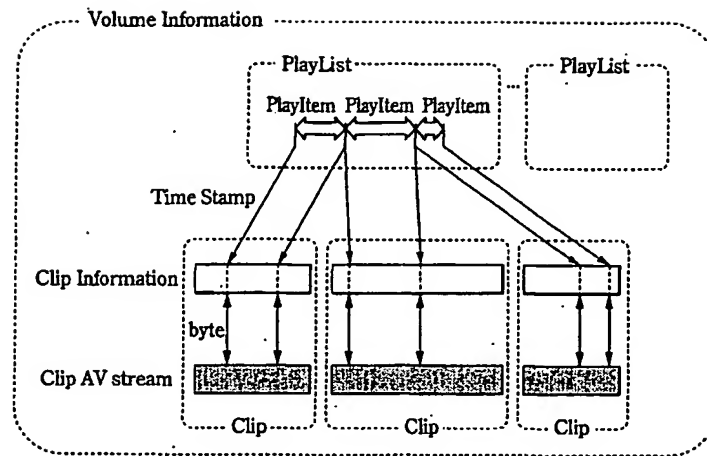 Volume Information
PlayList
PlayList
...
PlayItem PlayItem PlayItem
Time Stamp
Clip Information
byte
Clip AV stream
Clip
Clip
Clip